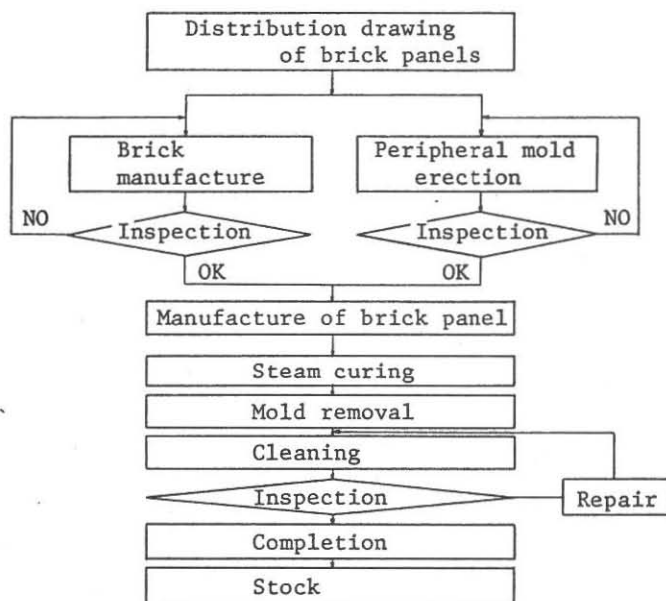 Distribution drawing
of brick panels
Brick
manufacture
Peripheral mold
erection
NO
Inspection
Inspection
NO
OK
OK
Manufacture of brick panel
Steam curing
Mold removal
Cleaning
Inspection
Repair
Completion
Stock